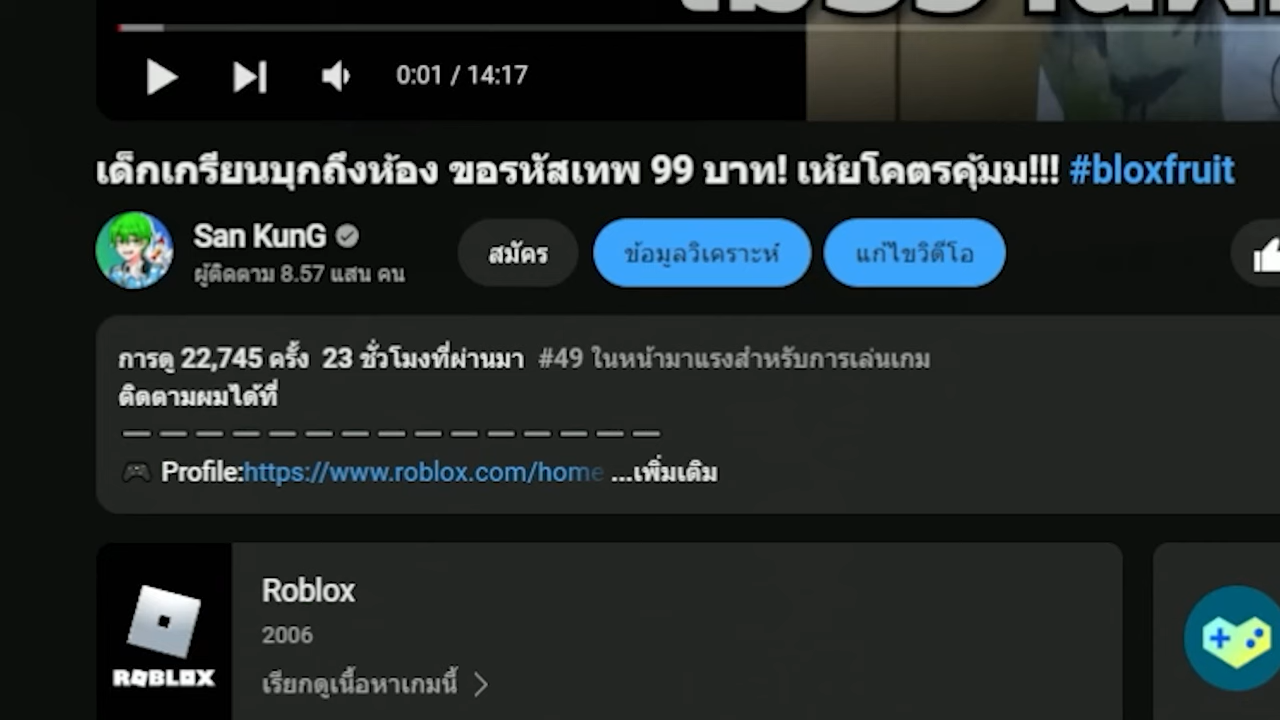 0:01 / 14:17
เด็กเกรียนบุกถึงห้อง ขอรหัสเทพ 99 บาท! เห้ยโคตรคุ้มม!!! #bloxfruit
San KunG
ผู้ติดตาม 8.57 แสน คน
สมัคร
ข้อมูลวิเคราะห์
แก้ไขวิดีโอ
การดู 22,745 ครั้ง 23 ชั่วโมงที่ผ่านมา #49 ในหน้ามาแรงสำหรับการเล่นเกม
ติดตามผมได้ที่
— — — — — — — — — — — — — — —
🎮 Profile:https://www.roblox.com/home ...เพิ่มเติม
Roblox
2006
เรียกดูเนื้อหาเกมนี้
ROBLOX